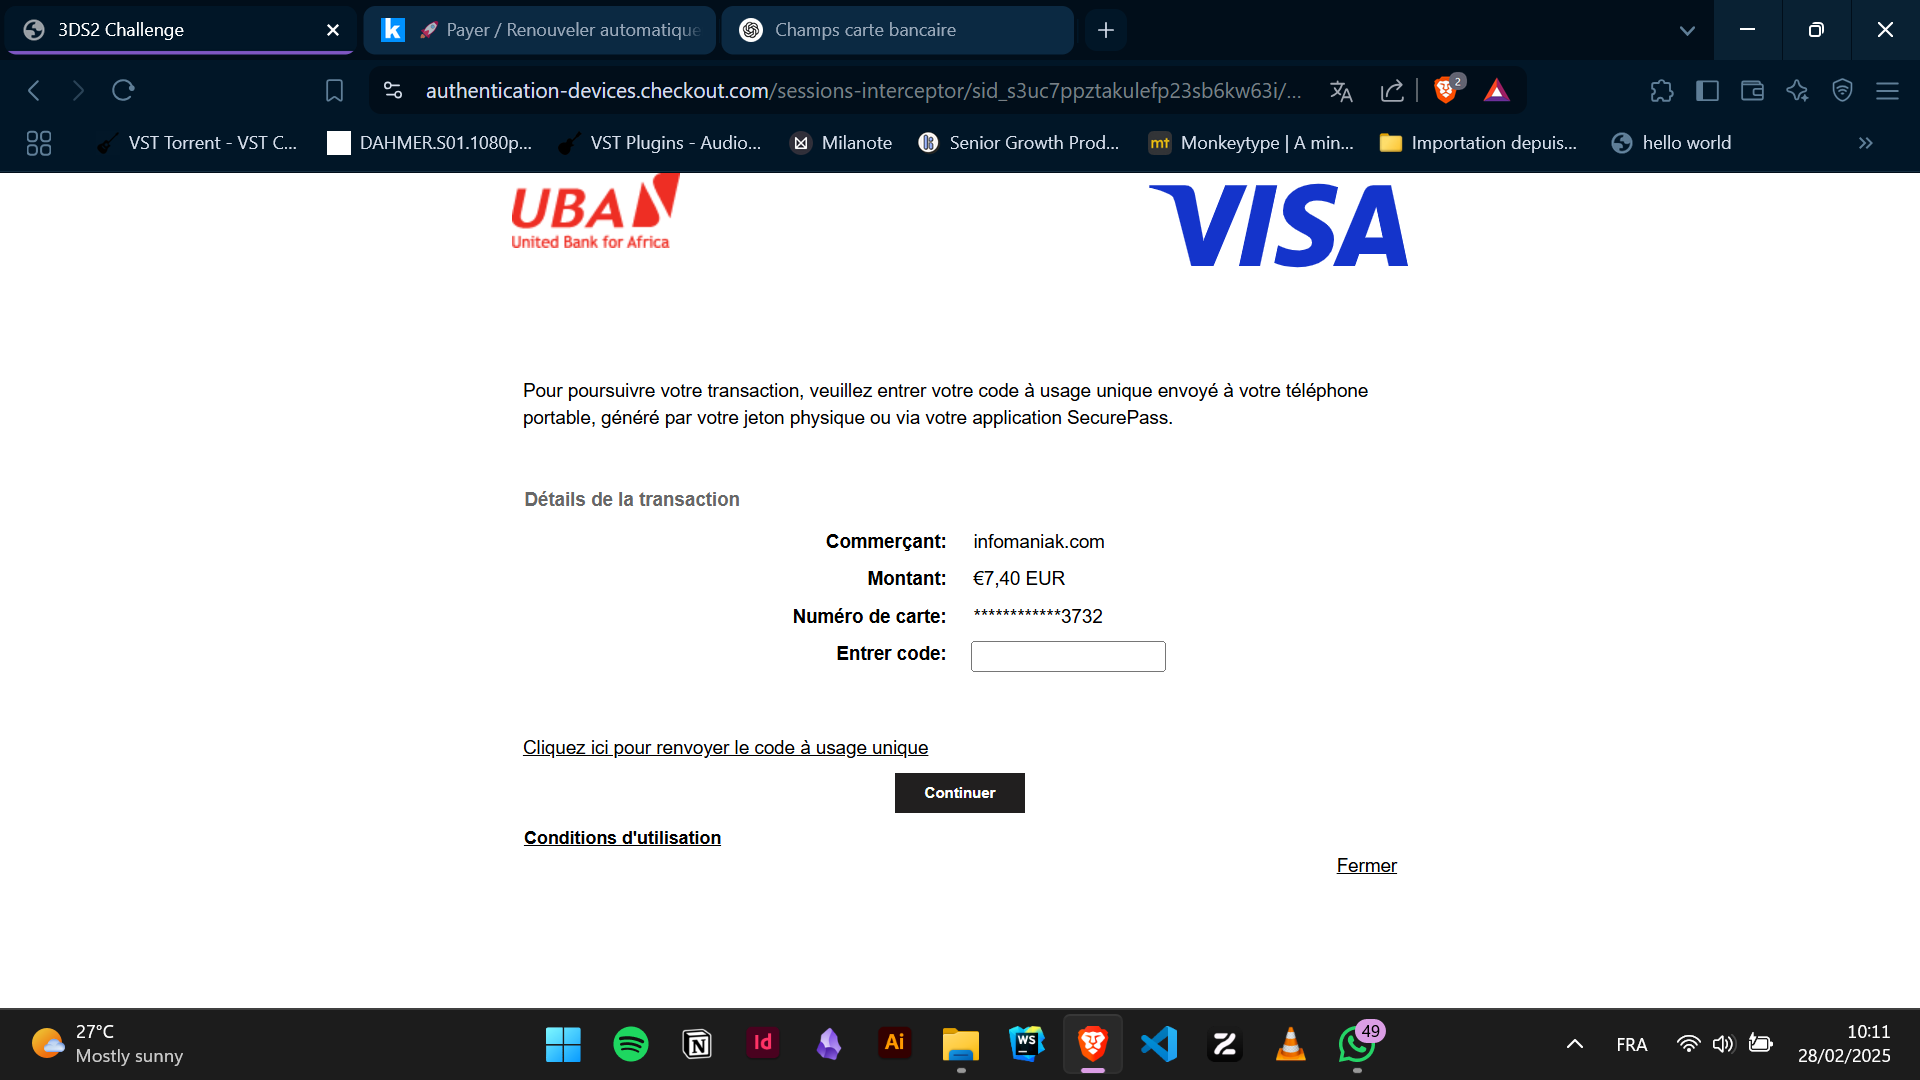 3DS2 Challenge
k
🚀 Payer / Renouveler automatique
Champs carte bancaire
authentication-devices.checkout.com/sessions-interceptor/sid_s3uc7ppztakulefp23sb6kw63i/...
2
VST Torrent - VST C...
DAHMER.S01.1080p...
VST Plugins - Audio...
Milanote
Senior Growth Prod...
mt
Monkeytype | A min...
Importation depuis...
hello world
UBA
United Bank for Africa
VISA
Pour poursuivre votre transaction, veuillez entrer votre code à usage unique envoyé à votre téléphone
portable, généré par votre jeton physique ou via votre application SecurePass.
Détails de la transaction
Commerçant: infomaniak.com
Montant: €7,40 EUR
Numéro de carte: ************3732
Entrer code:
Cliquez ici pour renvoyer le code à usage unique
Continuer
Conditions d'utilisation
Fermer
27°C
Mostly sunny
Id
Ai
WS
49
FRA
10:11
28/02/2025